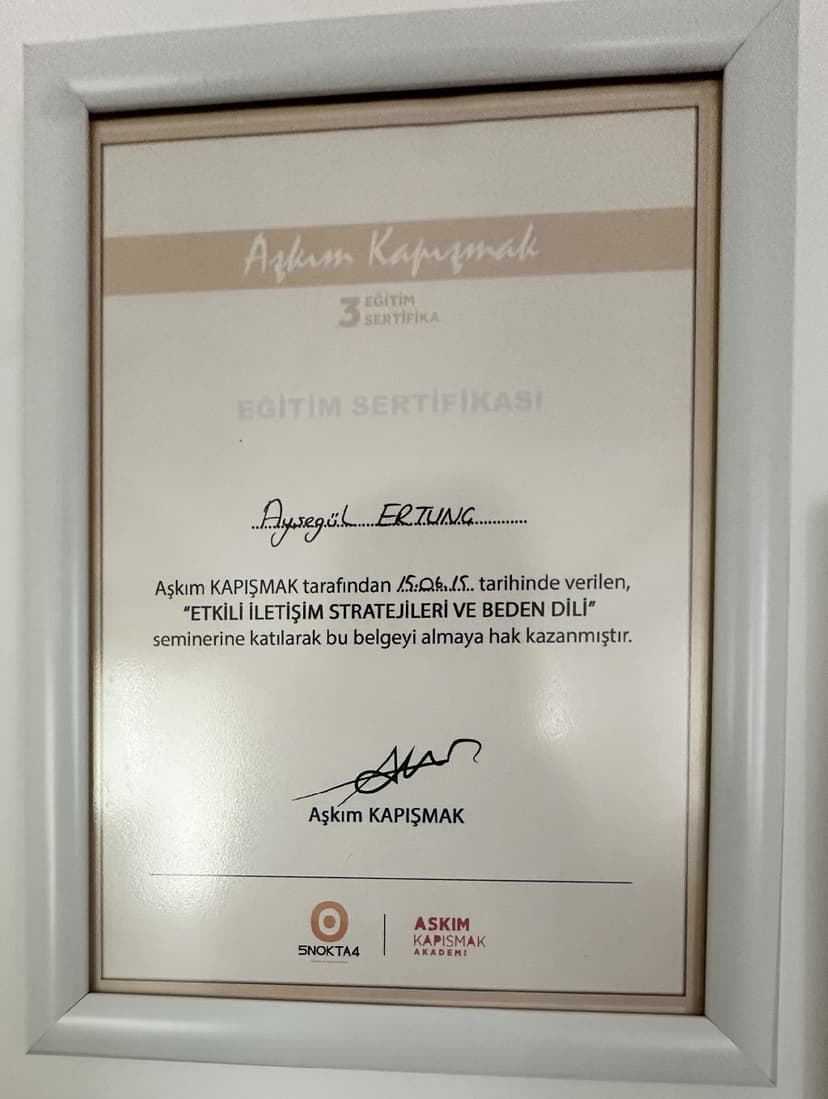 Aşkım Kapışmak
3 EĞİTİM
SERTİFİKA
EĞİTİM SERTİFİKASI
Ayşegül ERTUNÇ
Aşkım KAPIŞMAK tarafından 15.06.15 tarihinde verilen,
"ETKİLİ İLETİŞİM STRATEJİLERİ VE BEDEN DİLİ"
seminerine katılarak bu belgeyi almaya hak kazanmıştır.
Aşkım KAPIŞMAK
5NOKTA4
ASKIM
KAPISMAK
AKADEMI